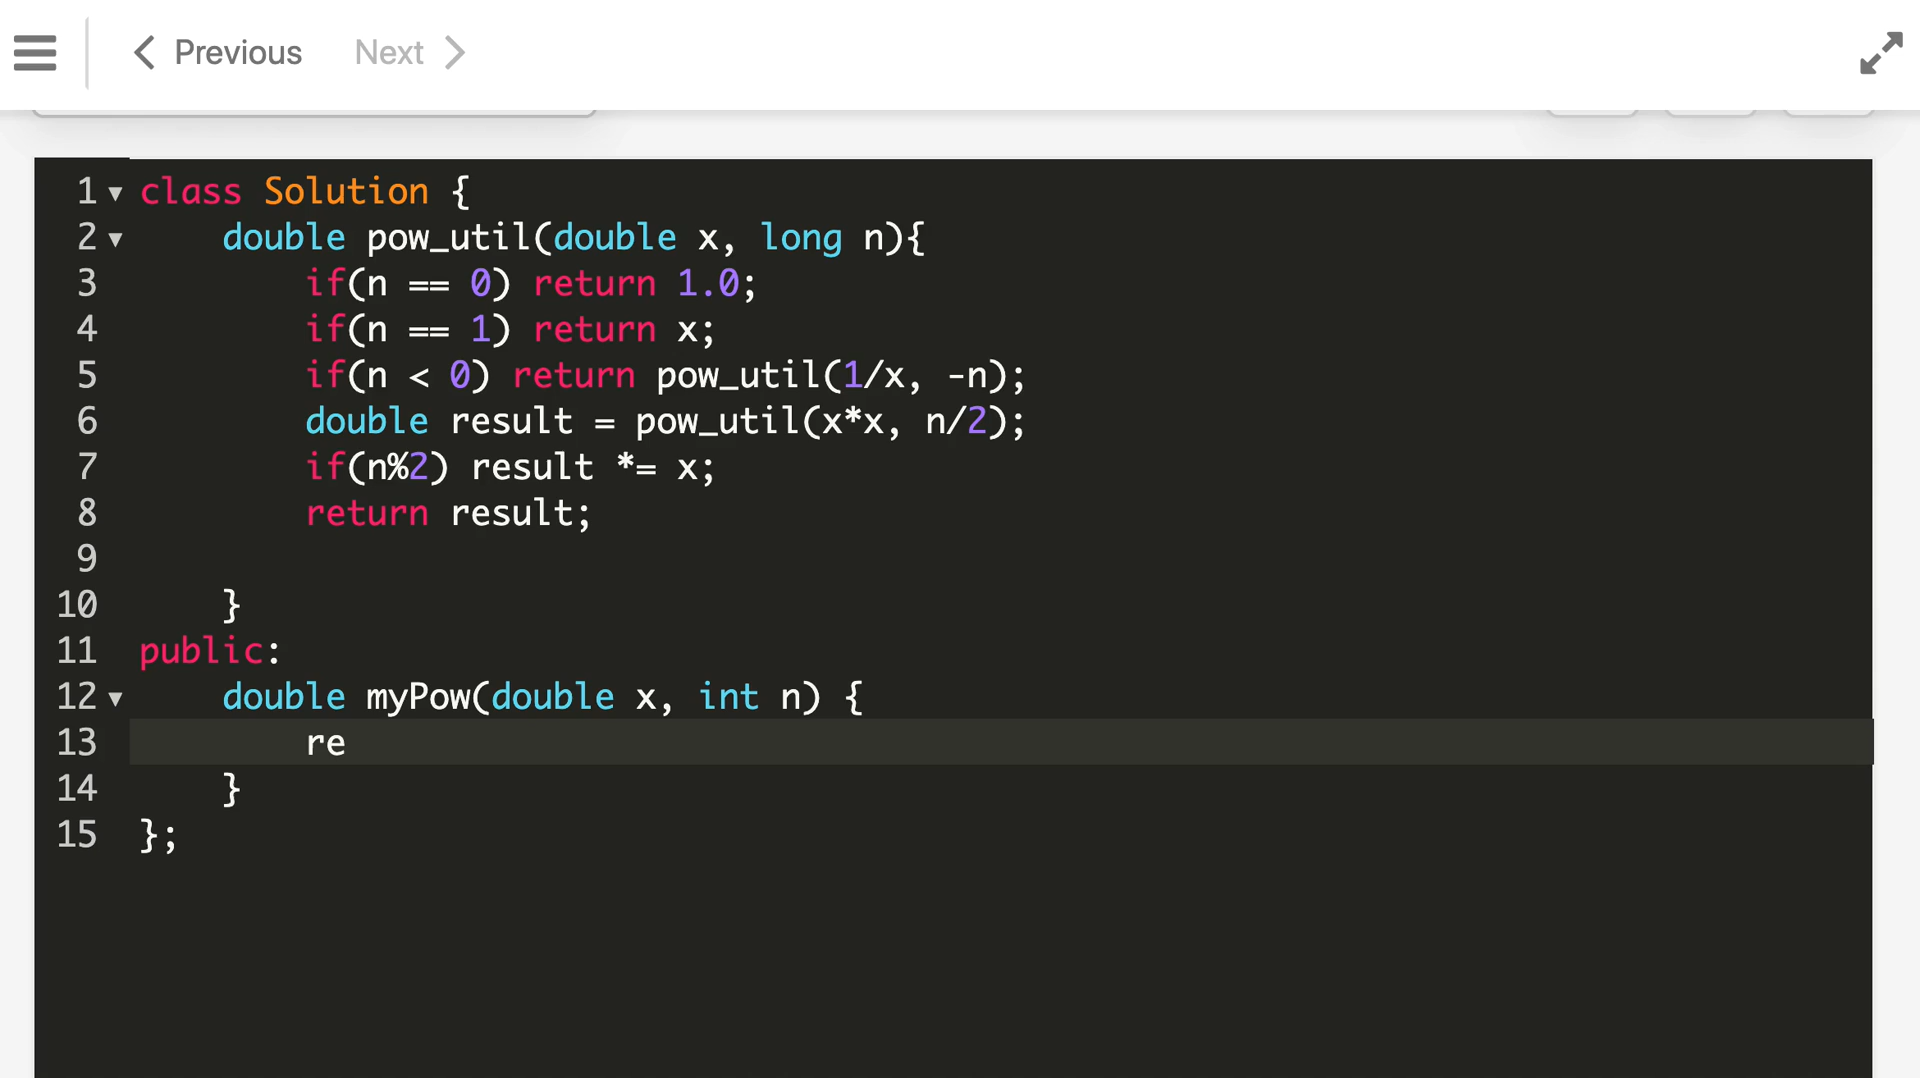 Previous Next
1 class Solution {
2 double pow_util(double x, long n){
3 if(n == 0) return 1.0;
4 if(n == 1) return x;
5 if(n < 0) return pow_util(1/x, -n);
6 double result = pow_util(x*x, n/2);
7 if(n%2) result *= x;
8 return result;
9
10 }
11 public:
12 double myPow(double x, int n) {
13 re
14 }
15 };